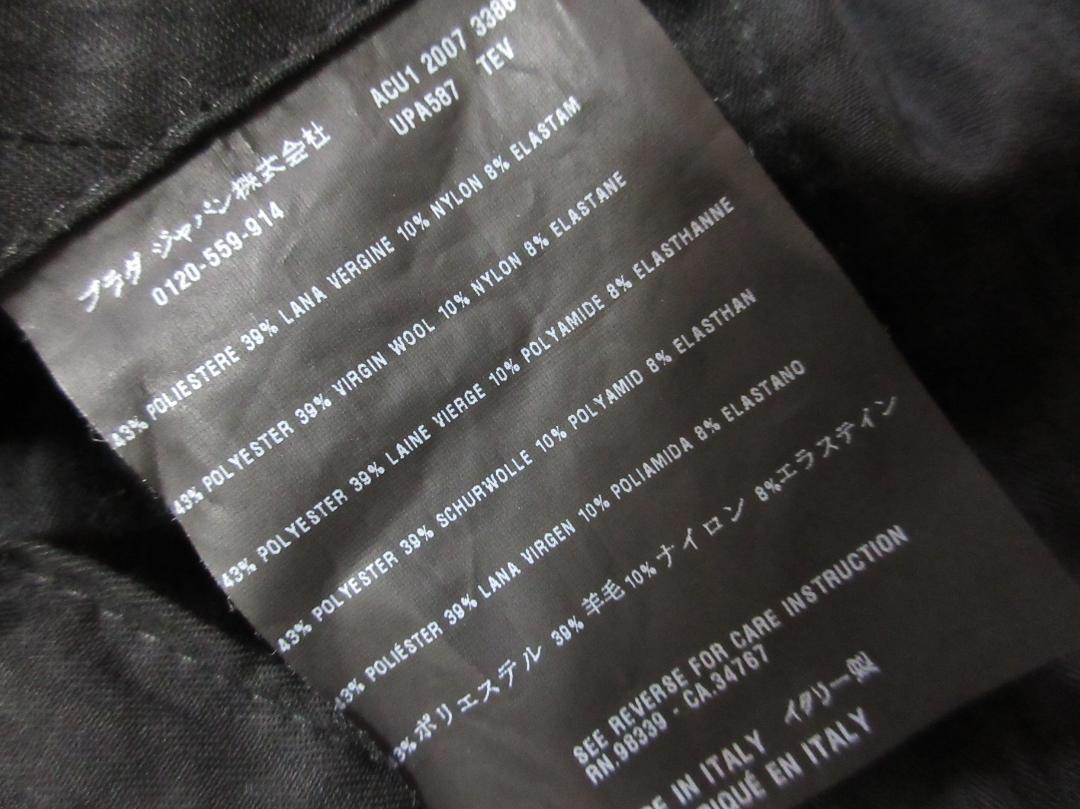 ACU1 2007 3386
UPA587 TEV
プラダ ジャパン株式会社
0120-559-914
43% POLIESTERE 39% LANA VERGINE 10% NYLON 8% ELASTAM
43% POLYESTER 39% VIRGIN WOOL 10% NYLON 8% ELASTANE
43% POLYESTER 39% LAINE VIERGE 10% POLYAMIDE 8% ELASTHANNE
43% POLYESTER 39% SCHURWOLLE 10% POLYAMID 8% ELASTHAN
43% POLIÉSTER 39% LANA VIRGEN 10% POLIAMIDA 8% ELASTANO
3%ポリエステル 39%羊毛 10%ナイロン 8%エラスティン
SEE REVERSE FOR CARE INSTRUCTION
RN.98339 - CA.34767
E IN ITALY イタリー製
RIQUÉ EN ITALY